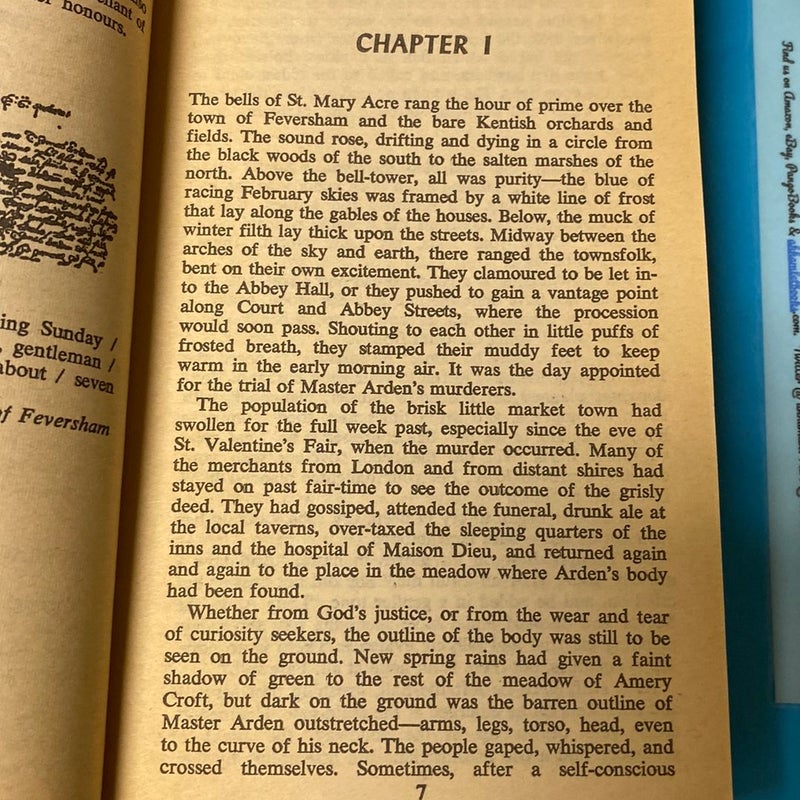 honours.
ing Sunday /
gentleman /
about / seven
of Feversham
CHAPTER I
The bells of St. Mary Acre rang the hour of prime over the
town of Feversham and the bare Kentish orchards and
fields. The sound rose, drifting and dying in a circle from
the black woods of the south to the salten marshes of the
north. Above the bell-tower, all was purity—the blue of
racing February skies was framed by a white line of frost
that lay along the gables of the houses. Below, the muck of
winter filth lay thick upon the streets. Midway between the
arches of the sky and earth, there ranged the townsfolk,
bent on their own excitement. They clamoured to be let in-
to the Abbey Hall, or they pushed to gain a vantage point
along Court and Abbey Streets, where the procession
would soon pass. Shouting to each other in little puffs of
frosted breath, they stamped their muddy feet to keep
warm in the early morning air. It was the day appointed
for the trial of Master Arden's murderers.
The population of the brisk little market town had
swollen for the full week past, especially since the eve of
St. Valentine's Fair, when the murder occurred. Many of
the merchants from London and from distant shires had
stayed on past fair-time to see the outcome of the grisly
deed. They had gossiped, attended the funeral, drunk ale at
the local taverns, over-taxed the sleeping quarters of the
inns and the hospital of Maison Dieu, and returned again
and again to the place in the meadow where Arden's body
had been found.
Whether from God's justice, or from the wear and tear
of curiosity seekers, the outline of the body was still to be
seen on the ground. New spring rains had given a faint
shadow of green to the rest of the meadow of Amery
Croft, but dark on the ground was the barren outline of
Master Arden outstretched—arms, legs, torso, head, even
to the curve of his neck. The people gaped, whispered, and
crossed themselves. Sometimes, after a self-conscious
7
Find us on Amazon, eBay, PangoBooks &